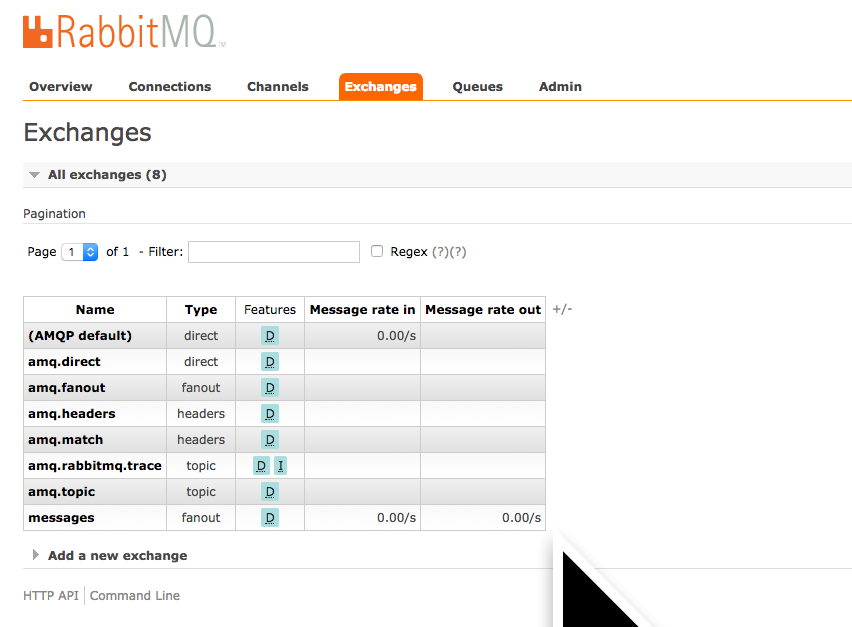 RabbitMQ TM
Overview Connections Channels Exchanges Queues Admin
Exchanges
All exchanges (8)
Pagination
Page 1 of 1 - Filter: Regex (?)(?)
Name Type Features Message rate in Message rate out +/-
(AMQP default) direct D 0.00/s
amq.direct direct D
amq.fanout fanout D
amq.headers headers D
amq.match headers D
amq.rabbitmq.trace topic D I
amq.topic topic D
messages fanout D 0.00/s 0.00/s
Add a new exchange
HTTP API Command Line